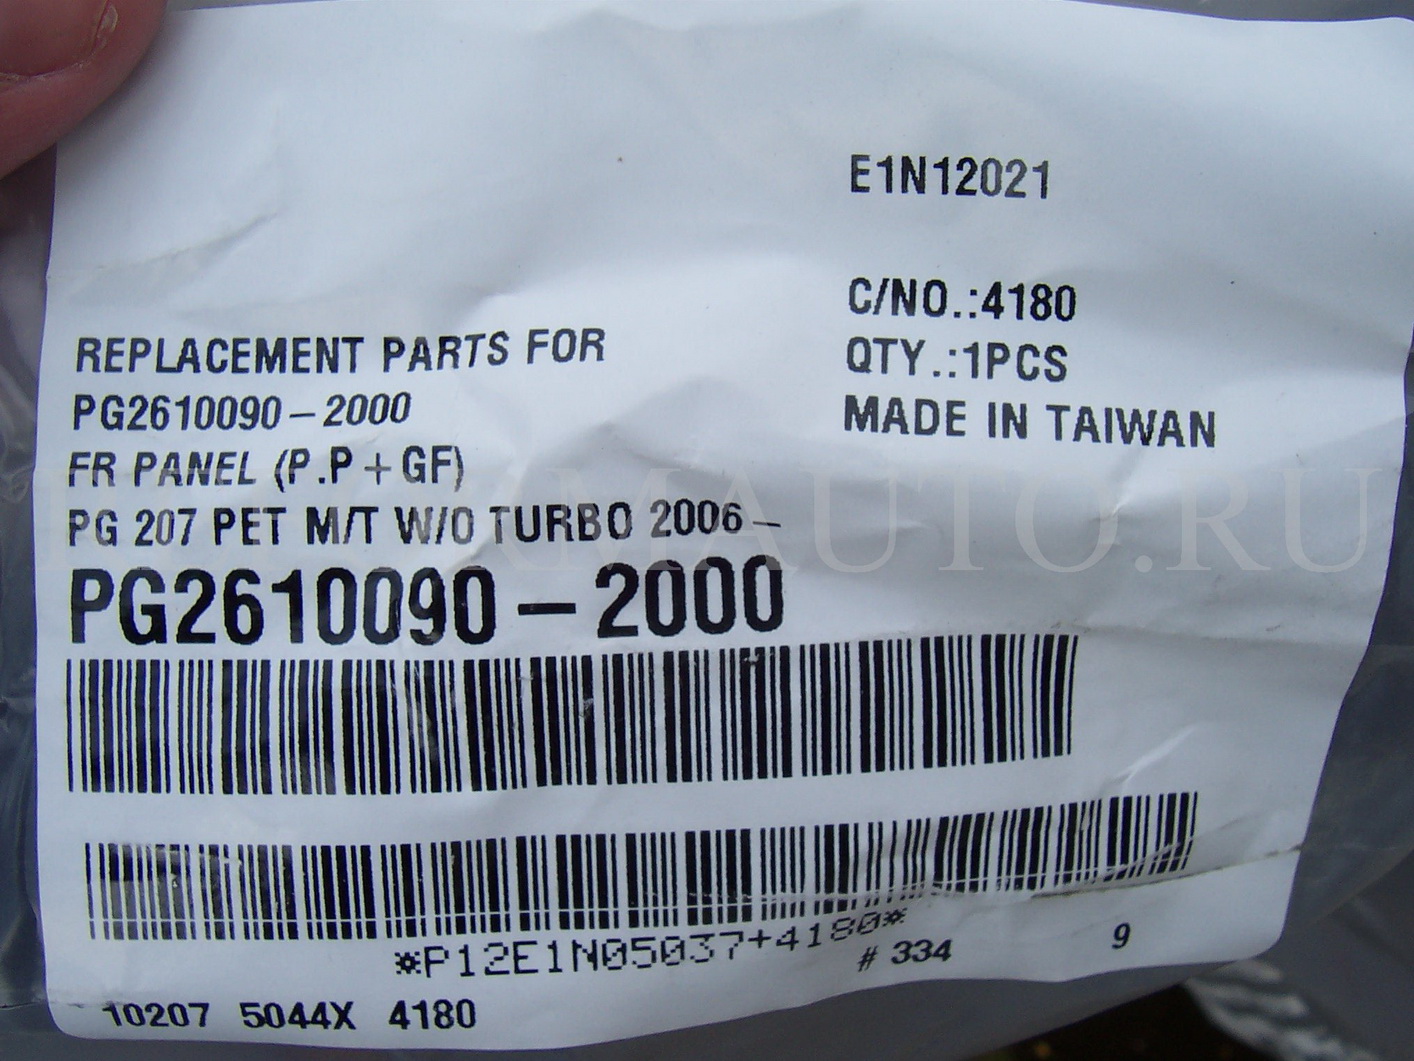 E1N12021
C/NO.:4180
QTY.:1PCS
MADE IN TAIWAN
REPLACEMENT PARTS FOR
PG2610090-2000
FR PANEL (P.P+GF)
PG 207 PET M/T W/O TURBO 2006-
PG2610090-2000
*P12E1N05037+4180*
# 334 9
10207 5044X 4180